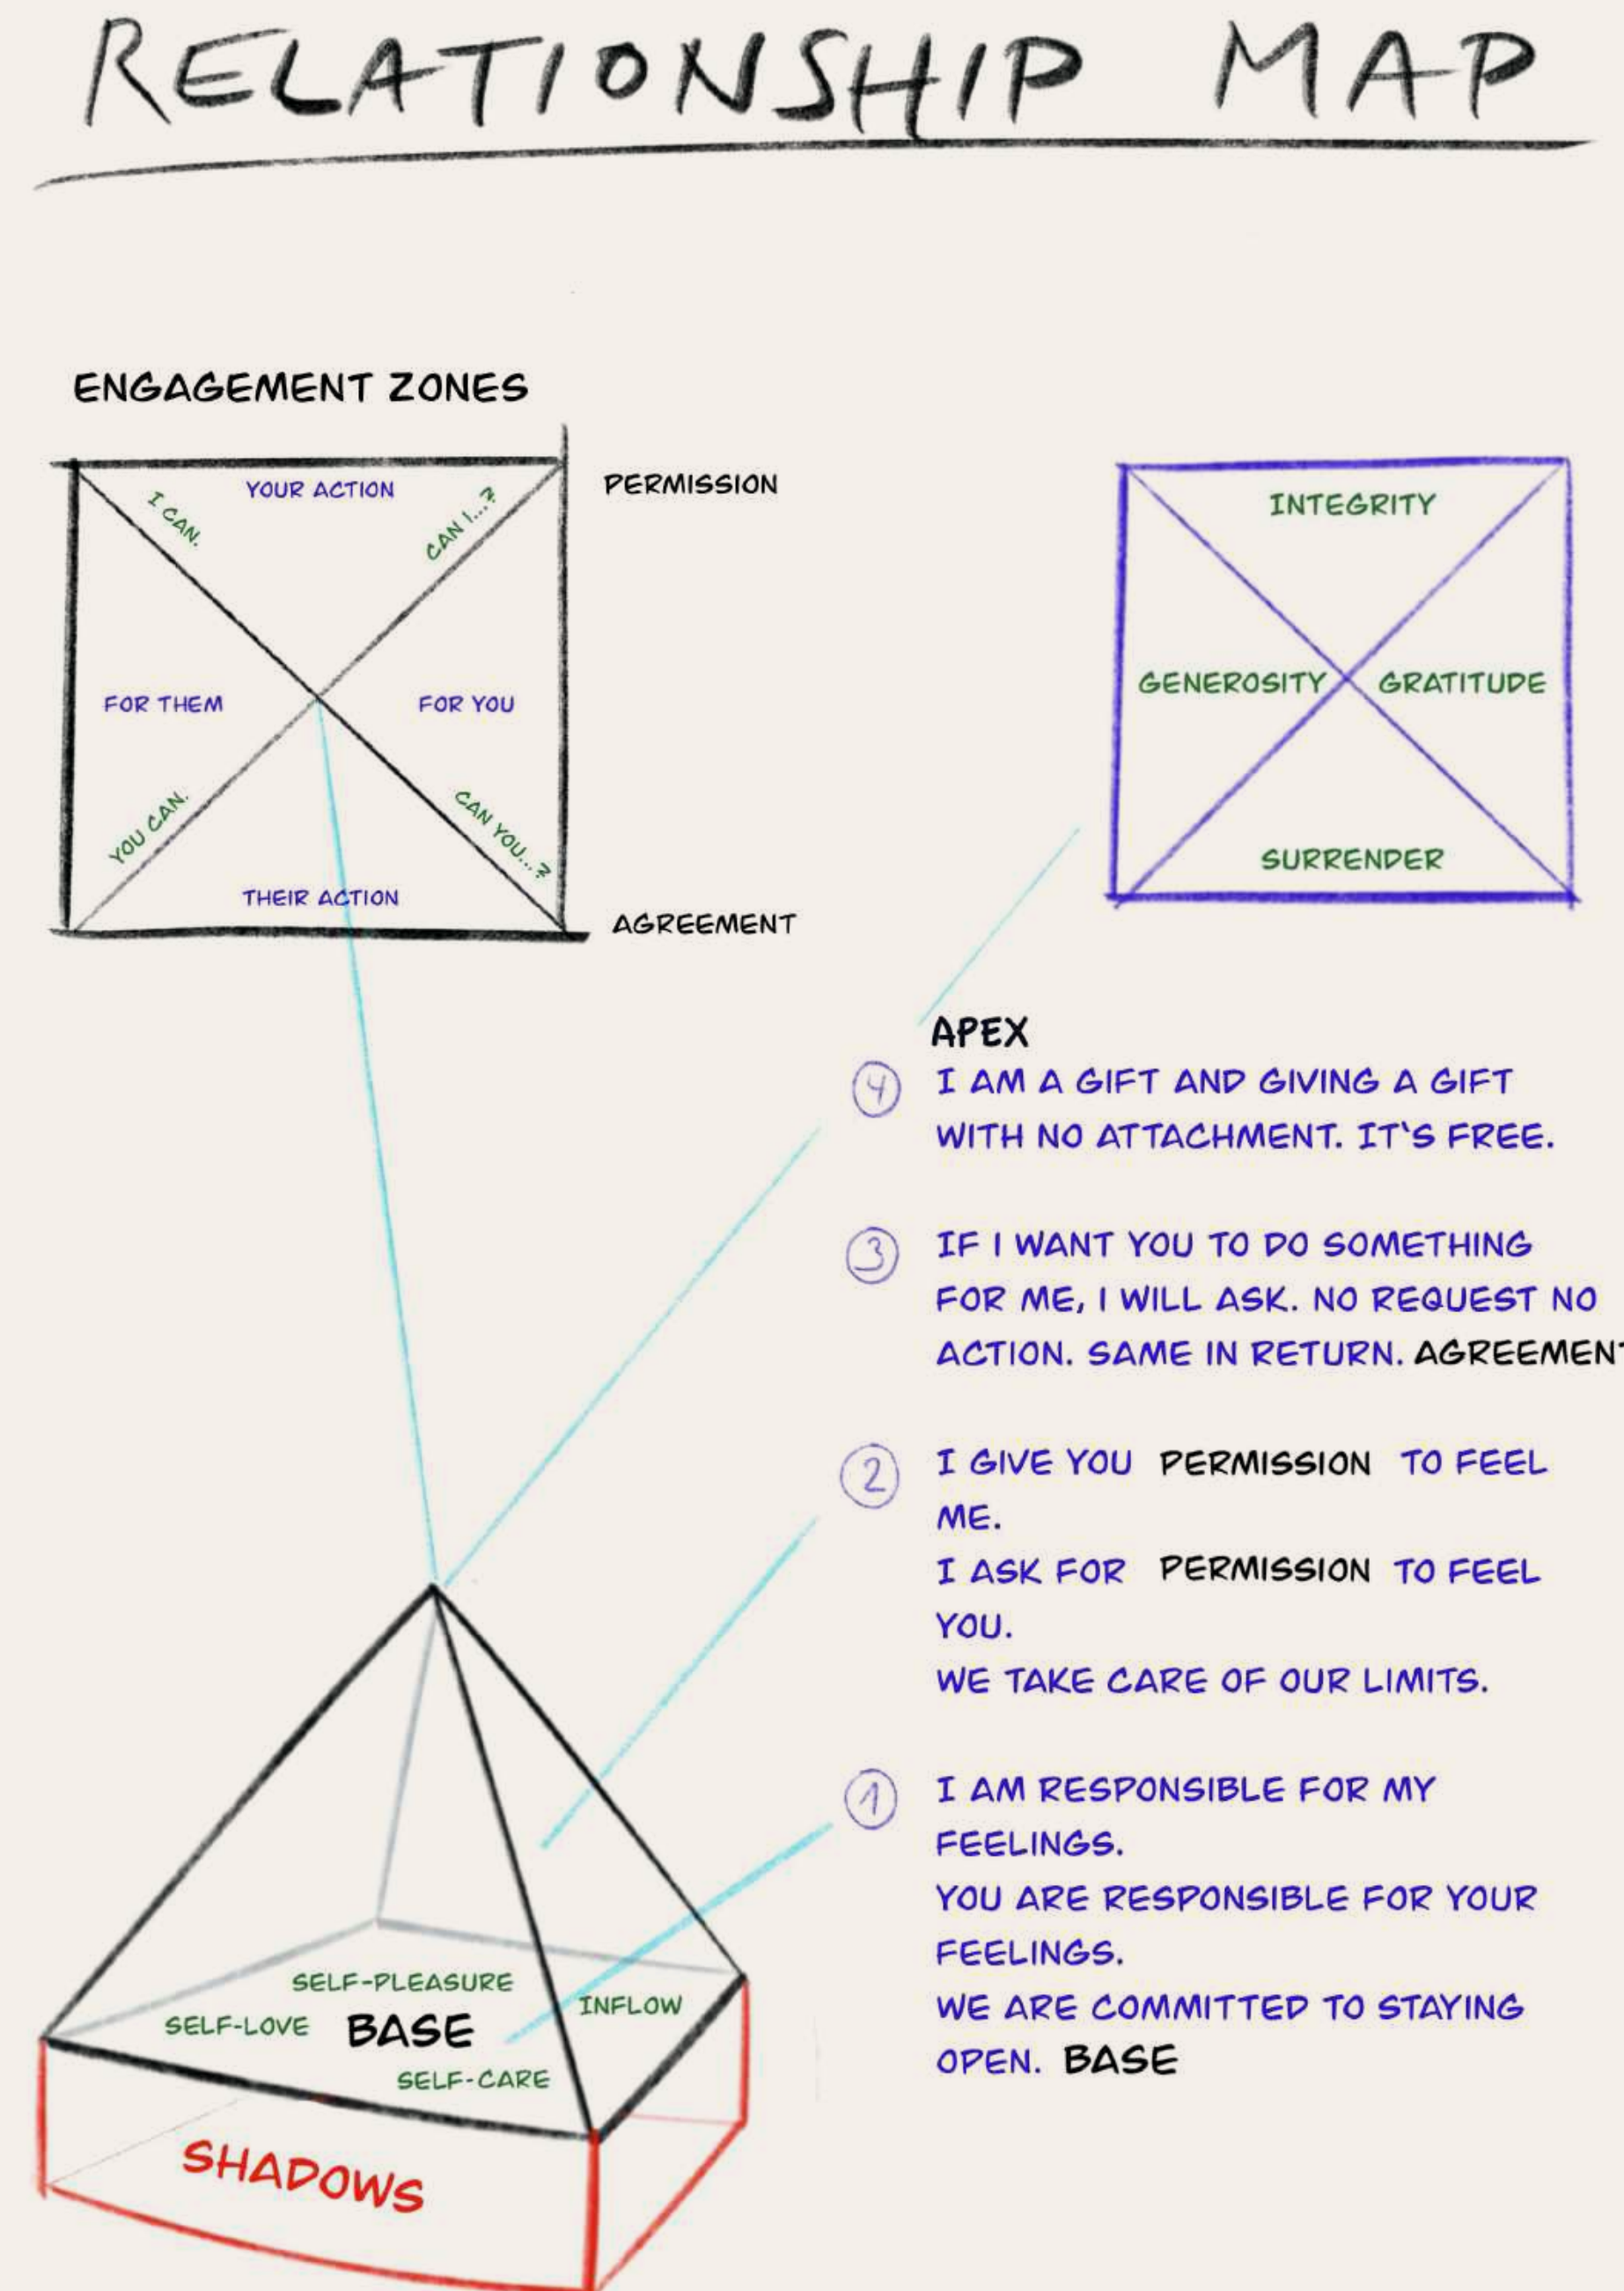 RELATIONSHIP MAP
ENGAGEMENT ZONES
YOUR ACTION
I CAN.
CAN I...?
PERMISSION
FOR THEM
FOR YOU
YOU CAN.
CAN YOU...?
THEIR ACTION
AGREEMENT
INTEGRITY
GENEROSITY
GRATITUDE
SURRENDER
APEX
4 I AM A GIFT AND GIVING A GIFT
WITH NO ATTACHMENT. IT'S FREE.
3 IF I WANT YOU TO DO SOMETHING
FOR ME, I WILL ASK. NO REQUEST NO
ACTION. SAME IN RETURN. AGREEMENT
2 I GIVE YOU PERMISSION TO FEEL
ME.
I ASK FOR PERMISSION TO FEEL
YOU.
WE TAKE CARE OF OUR LIMITS.
1 I AM RESPONSIBLE FOR MY
FEELINGS.
YOU ARE RESPONSIBLE FOR YOUR
FEELINGS.
WE ARE COMMITTED TO STAYING
OPEN. BASE
SELF-PLEASURE
SELF-LOVE
BASE
INFLOW
SELF-CARE
SHADOWS